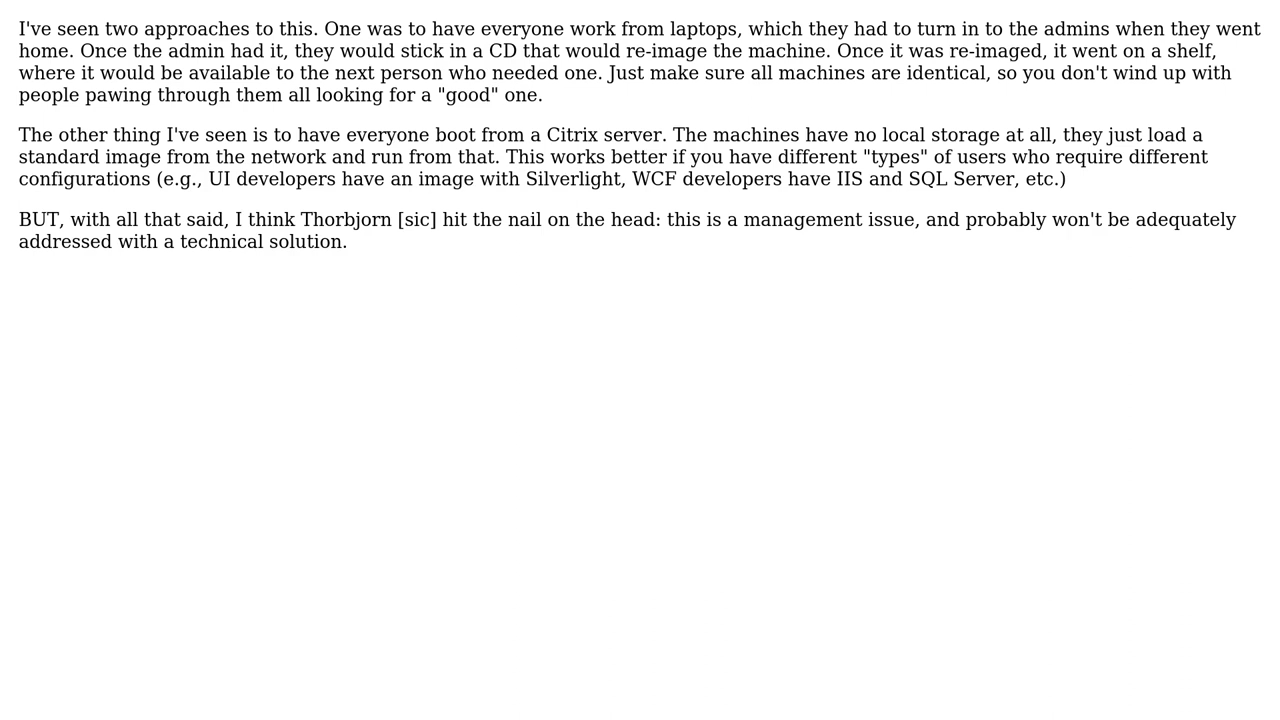 I've seen two approaches to this. One was to have everyone work from laptops, which they had to turn in to the admins when they went
home. Once the admin had it, they would stick in a CD that would re-image the machine. Once it was re-imaged, it went on a shelf,
where it would be available to the next person who needed one. Just make sure all machines are identical, so you don't wind up with
people pawing through them all looking for a "good" one.
The other thing I've seen is to have everyone boot from a Citrix server. The machines have no local storage at all, they just load a
standard image from the network and run from that. This works better if you have different "types" of users who require different
configurations (e.g., UI developers have an image with Silverlight, WCF developers have IIS and SQL Server, etc.)
BUT, with all that said, I think Thorbjorn [sic] hit the nail on the head: this is a management issue, and probably won't be adequately
addressed with a technical solution.